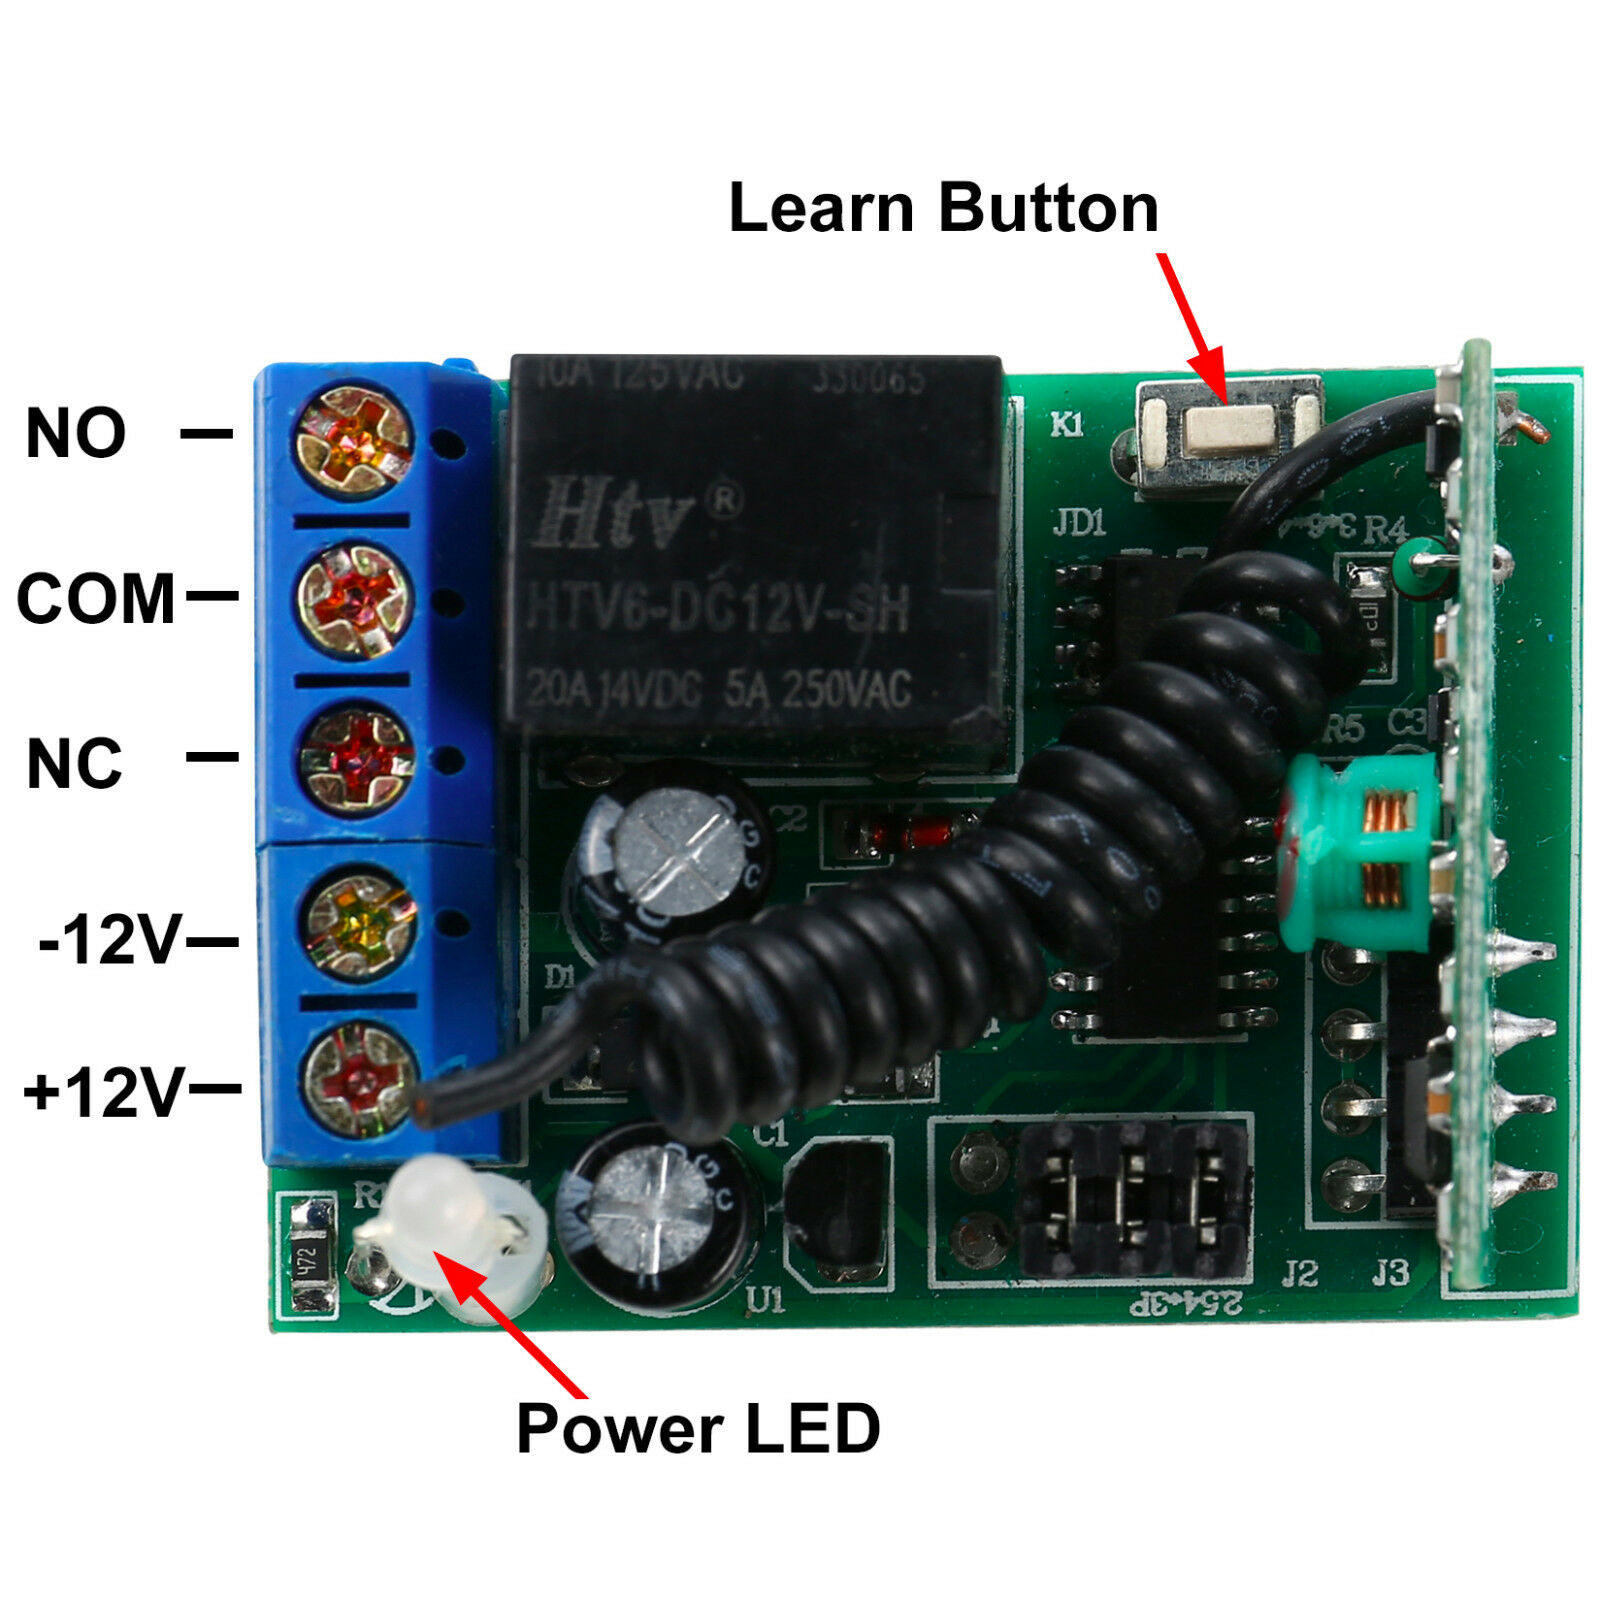 Learn Button
NO
COM
NC
-12V
+12V
Power LED
10A 125VAC 330065
Htv®
HTV6-DC12V-SH
20A 14VDC 5A 250VAC
K1
JD1
R4
R5
C3
C2
D1
C1
U1
J2
J3
2.54*3P
472